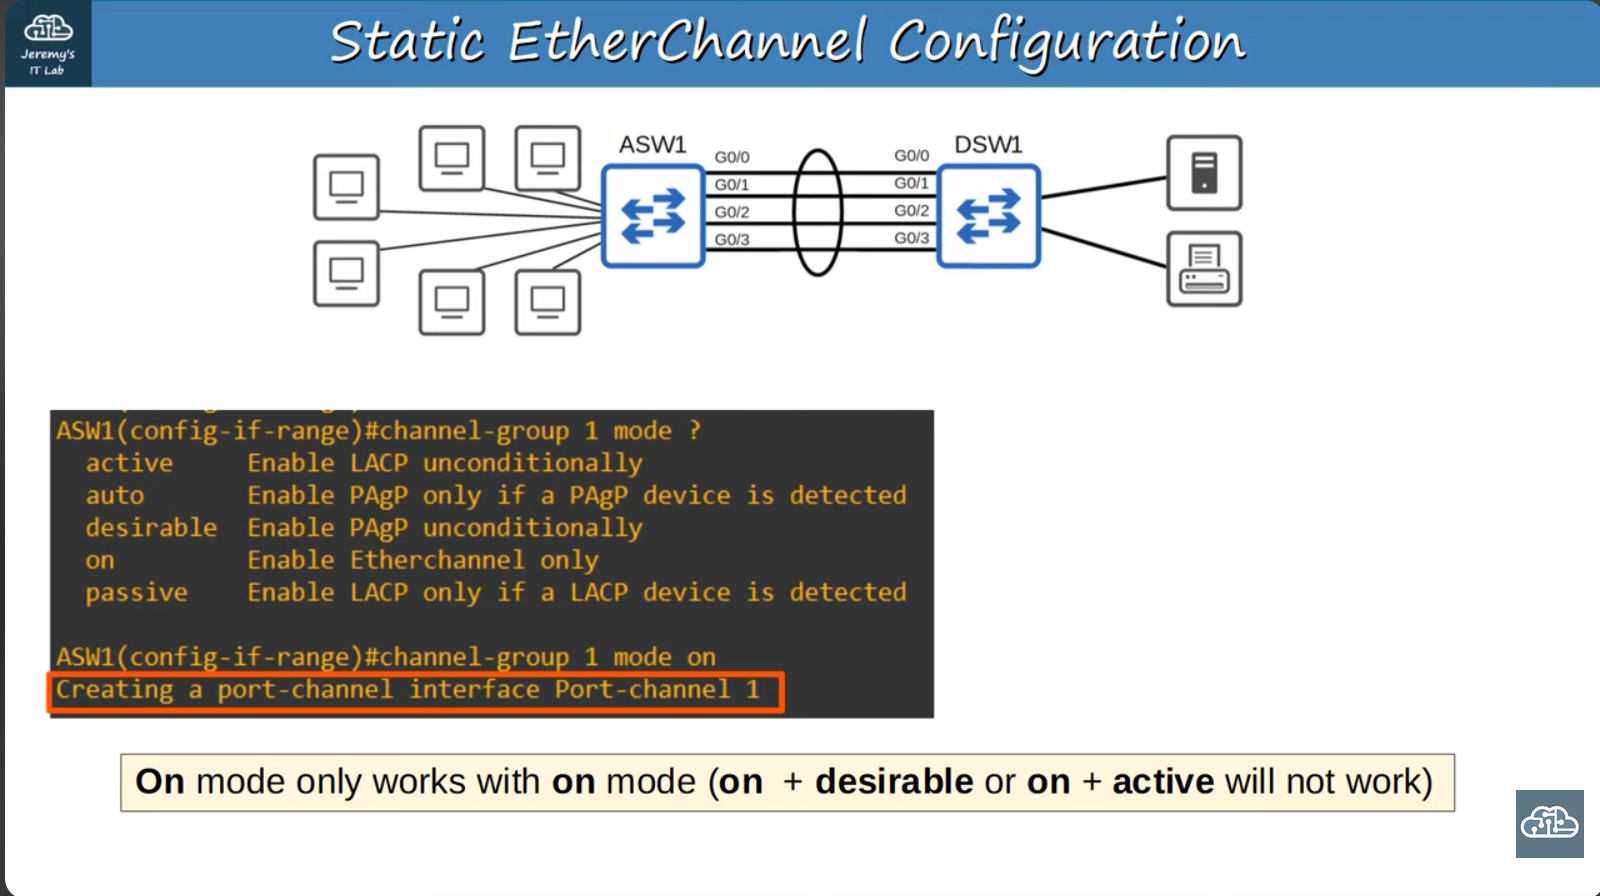 Jeremy's
IT Lab
Static EtherChannel Configuration
ASW1
DSW1
G0/0
G0/0
G0/1
G0/1
G0/2
G0/2
G0/3
G0/3
ASW1(config-if-range)#channel-group 1 mode ?
active Enable LACP unconditionally
auto Enable PAgP only if a PAgP device is detected
desirable Enable PAgP unconditionally
on Enable Etherchannel only
passive Enable LACP only if a LACP device is detected
ASW1(config-if-range)#channel-group 1 mode on
Creating a port-channel interface Port-channel 1
On mode only works with on mode (on + desirable or on + active will not work)